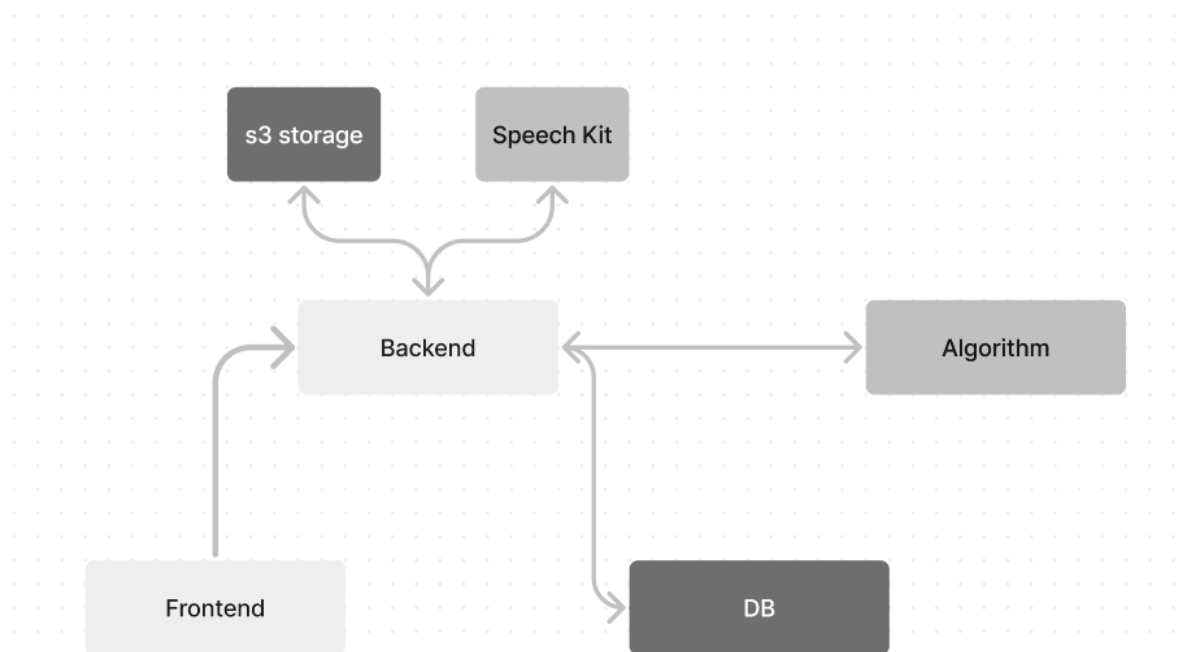 s3 storage
Speech Kit
Backend
Algorithm
Frontend
DB